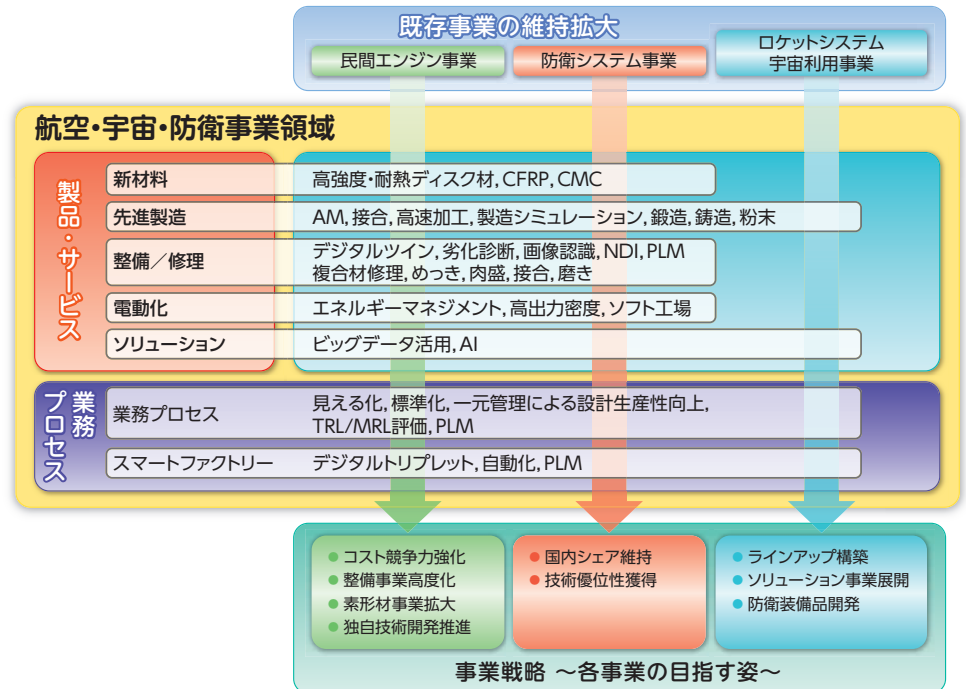 既存事業の維持拡大
民間エンジン事業
防衛システム事業
ロケットシステム
宇宙利用事業
航空・宇宙・防衛事業領域
製品・サービス
新材料
高強度・耐熱ディスク材,CFRP,CMC
先進製造
AM,接合,高速加工,製造シミュレーション,鍛造,鋳造,粉末
整備／修理
デジタルツイン,劣化診断,画像認識,NDI,PLM
複合材修理,めっき,肉盛,接合,磨き
電動化
エネルギーマネジメント,高出力密度,ソフト工場
ソリューション
ビッグデータ活用,AI
業務
プロセス
業務プロセス
見える化,標準化,一元管理による設計生産性向上,
TRL/MRL評価,PLM
スマートファクトリー
デジタルトリプレット,自動化,PLM
● コスト競争力強化
● 整備事業高度化
● 素形材事業拡大
● 独自技術開発推進
● 国内シェア維持
● 技術優位性獲得
● ラインアップ構築
● ソリューション事業展開
● 防衛装備品開発
事業戦略 ～各事業の目指す姿～